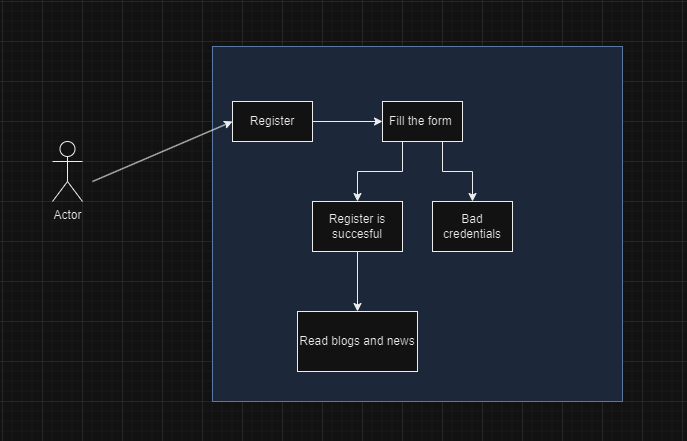 Register
Fill the form
Actor
Register is
succesful
Bad
credentials
Read blogs and news